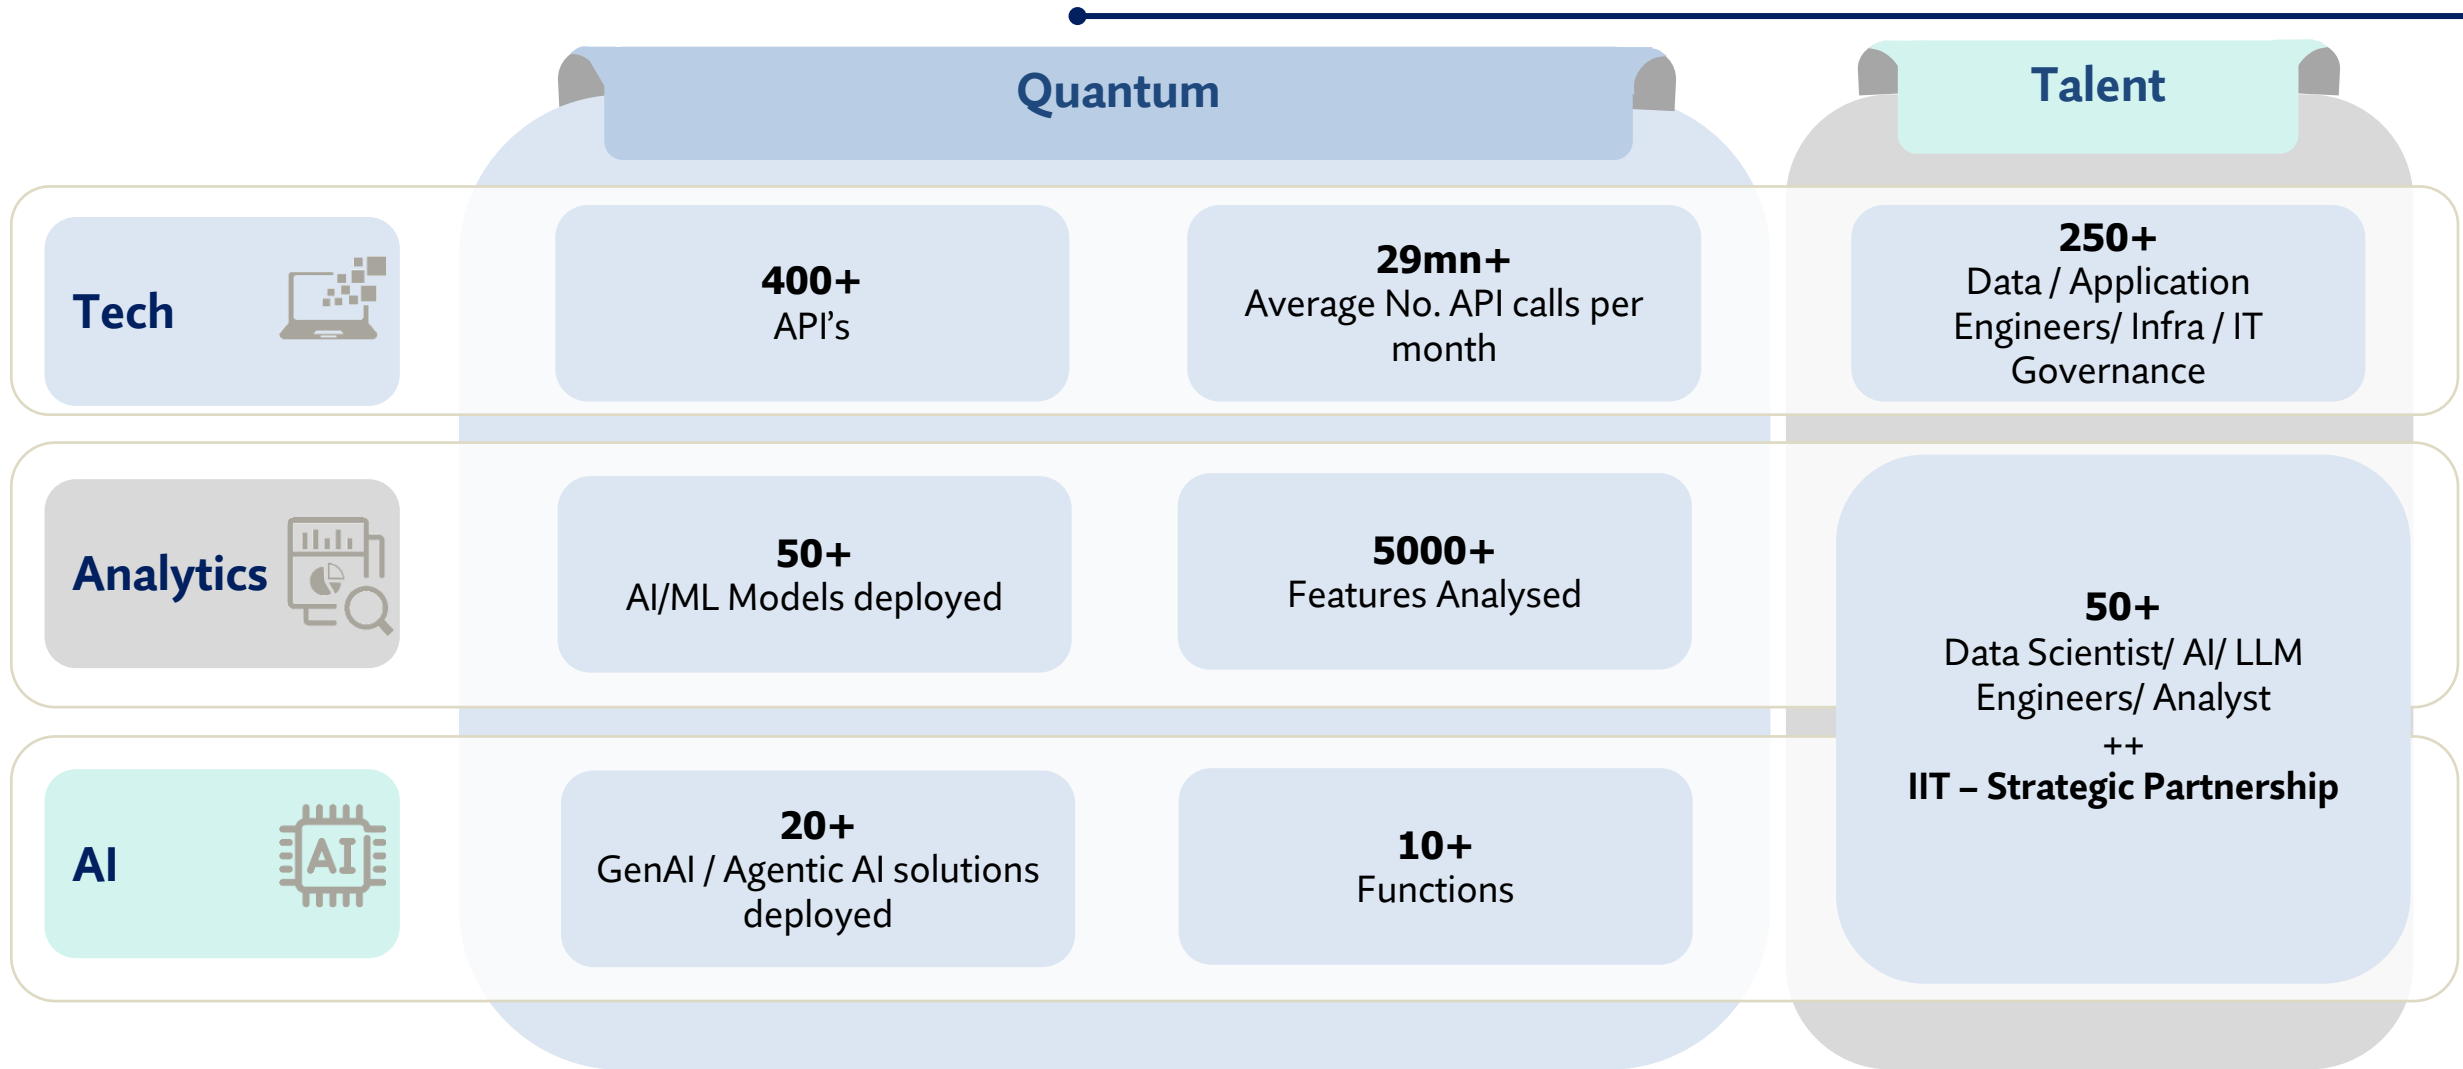 Quantum
Talent
Tech
400+
API’s
29mn+
Average No. API calls per
month
250+
Data / Application
Engineers/ Infra / IT
Governance
Analytics
50+
AI/ML Models deployed
5000+
Features Analysed
50+
Data Scientist/ AI/ LLM
Engineers/ Analyst
++
IIT – Strategic Partnership
AI
AI
20+
GenAI / Agentic AI solutions
deployed
10+
Functions